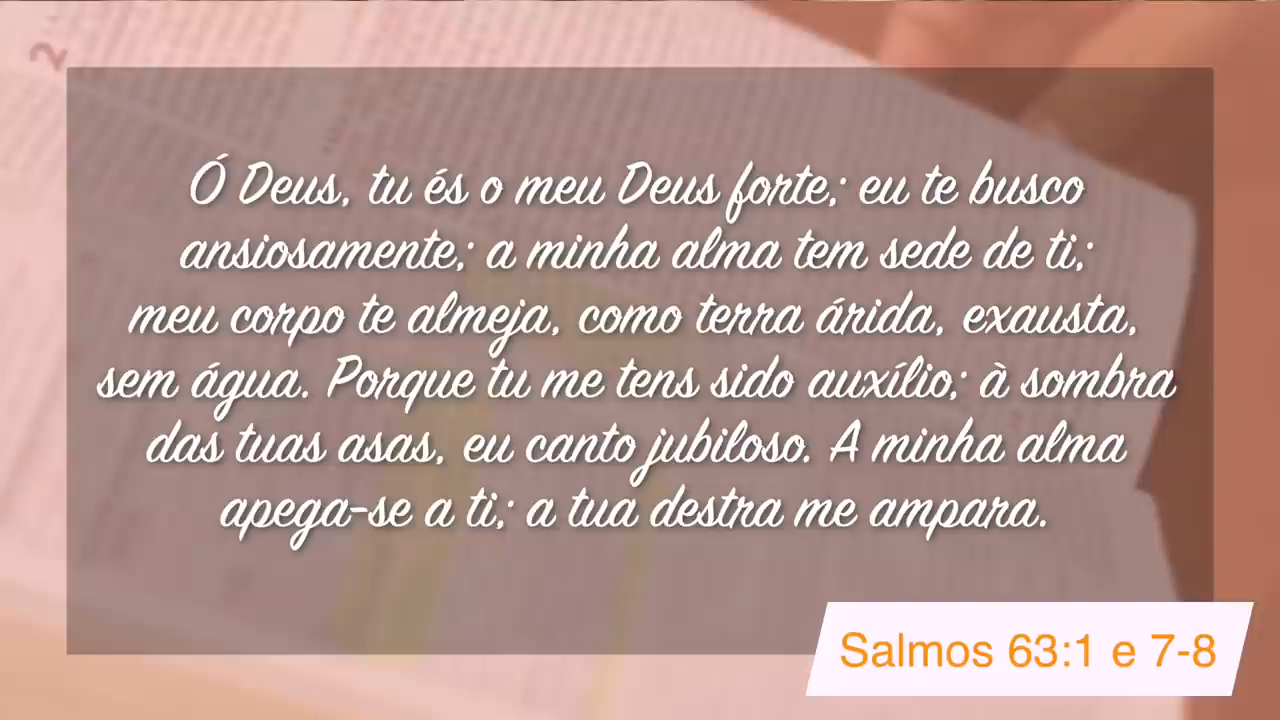 Ó Deus, tu és o meu Deus forte; eu te busco
ansiosamente; a minha alma tem sede de ti;
meu corpo te almeja, como terra árida, exausta,
sem água. Porque tu me tens sido auxílio; à sombra
das tuas asas, eu canto jubiloso. A minha alma
apega-se a ti; a tua destra me ampara.
Salmos 63:1 e 7-8